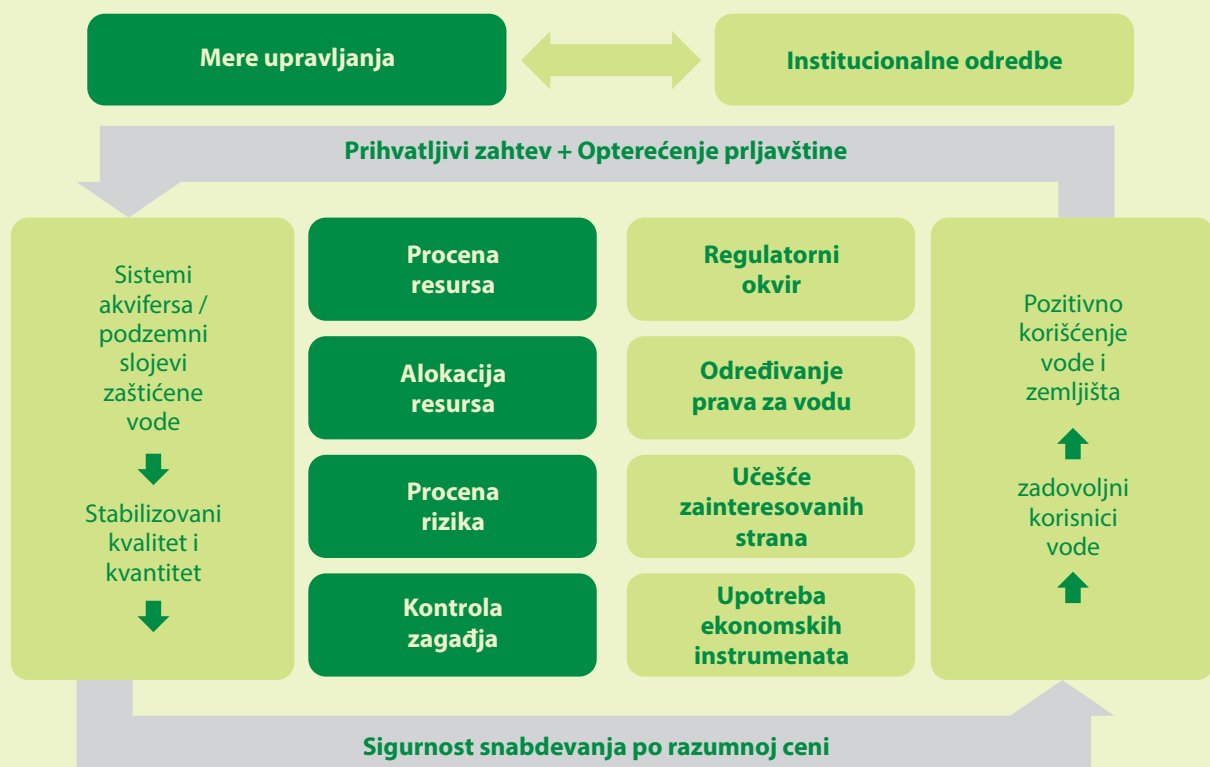 Mere upravljanja
Institucionalne odredbe
Prihvatljivi zahtev + Opterećenje prljavštine
Sistemi
akvifersa /
podzemni
slojevi
zaštićene
vode
Stabilizovani
kvalitet i
kvantitet
Procena
resursa
Alokacija
resursa
Procena
rizika
Kontrola
zagađja
Regulatorni
okvir
Određivanje
prava za vodu
Učešće
zainteresovanih
strana
Upotreba
ekonomskih
instrumenata
Pozitivno
korišćenje
vode i
zemljišta
zadovoljni
korisnici
vode
Sigurnost snabdevanja po razumnoj ceni